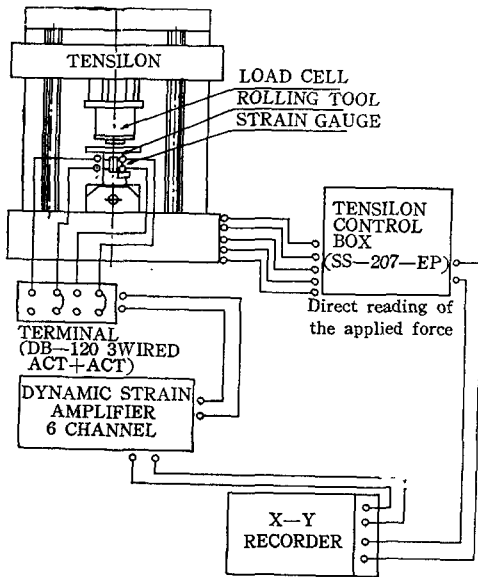 TENSILON
LOAD CELL
ROLLING TOOL
STRAIN GAUGE
TENSILON
CONTROL
BOX
(SS-207-EP)
Direct reading of
the applied force
TERMINAL
(DB-120 3WIRED
ACT+ACT)
DYNAMIC STRAIN
AMPLIFIER
6 CHANNEL
X-Y
RECORDER